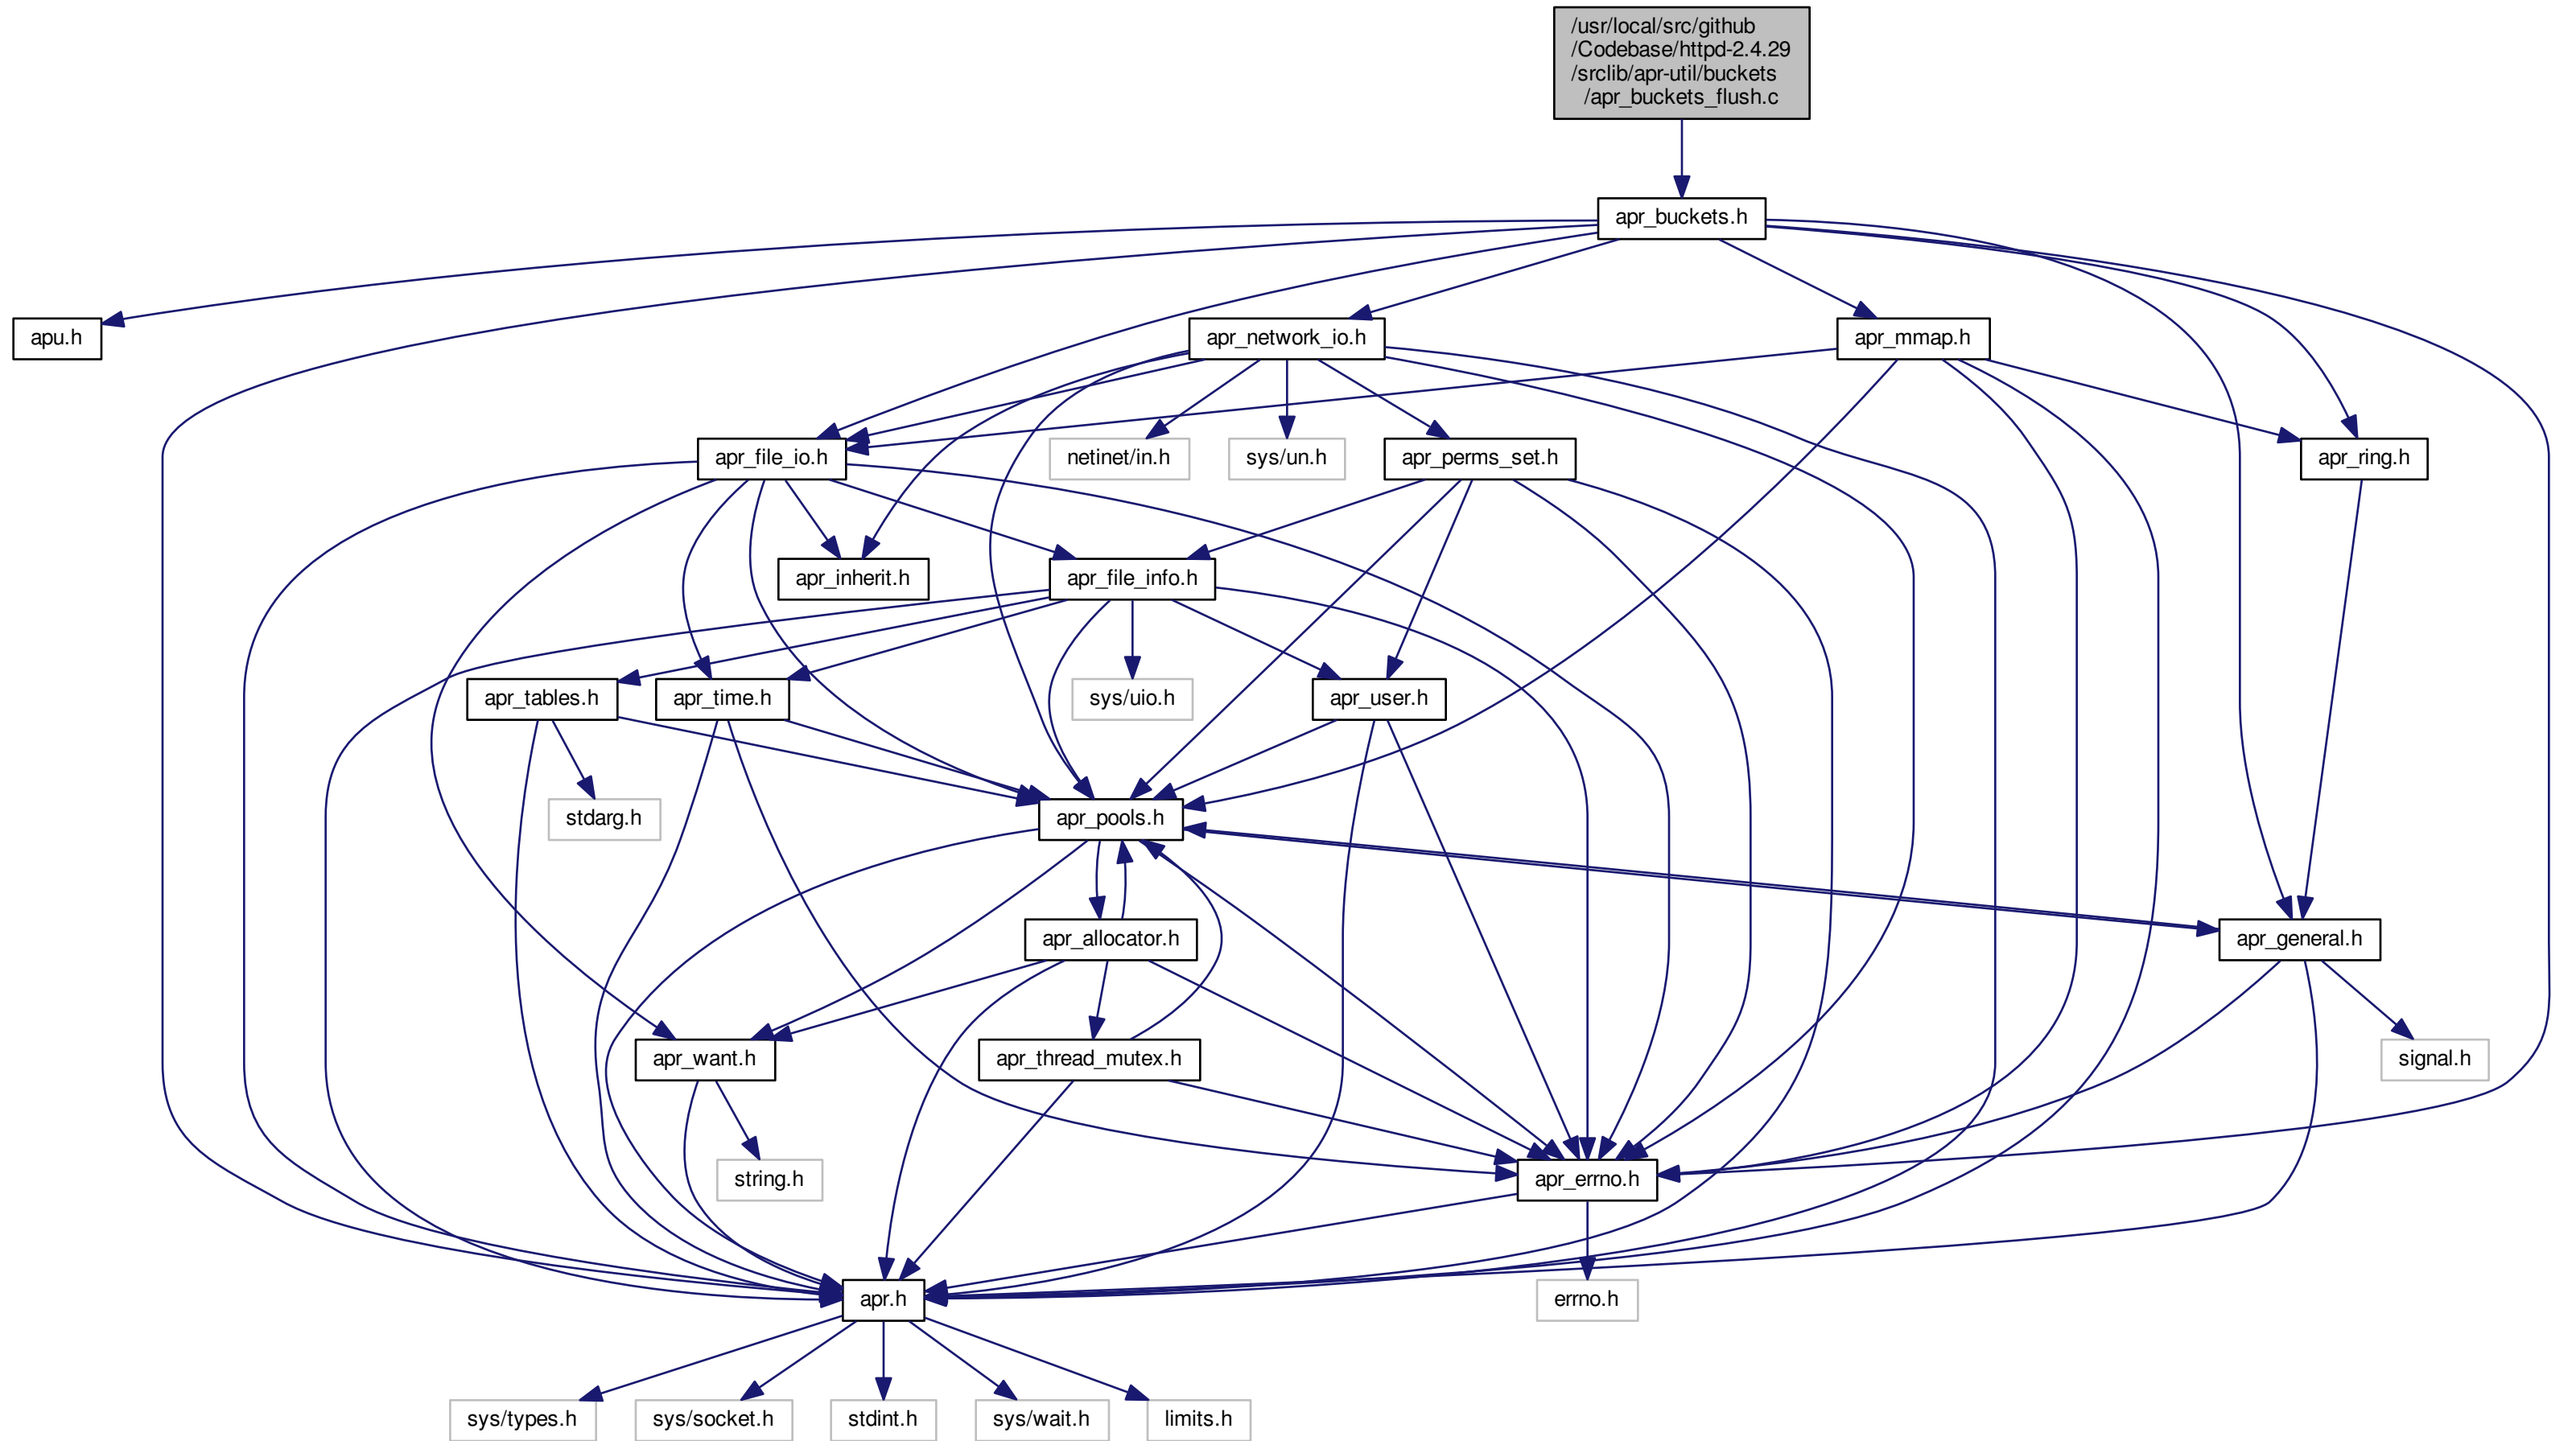 /usr/local/src/github
/Codebase/httpd-2.4.29
/srclib/apr-util/buckets
/apr_buckets_flush.c
apr_buckets.h
apu.h
apr_network_io.h
apr_mmap.h
apr_file_io.h
netinet/in.h
sys/un.h
apr_perms_set.h
apr_ring.h
apr_inherit.h
apr_file_info.h
apr_tables.h
apr_time.h
sys/uio.h
apr_user.h
stdarg.h
apr_pools.h
apr_allocator.h
apr_general.h
apr_want.h
apr_thread_mutex.h
signal.h
string.h
apr_errno.h
apr.h
errno.h
sys/types.h
sys/socket.h
stdint.h
sys/wait.h
limits.h